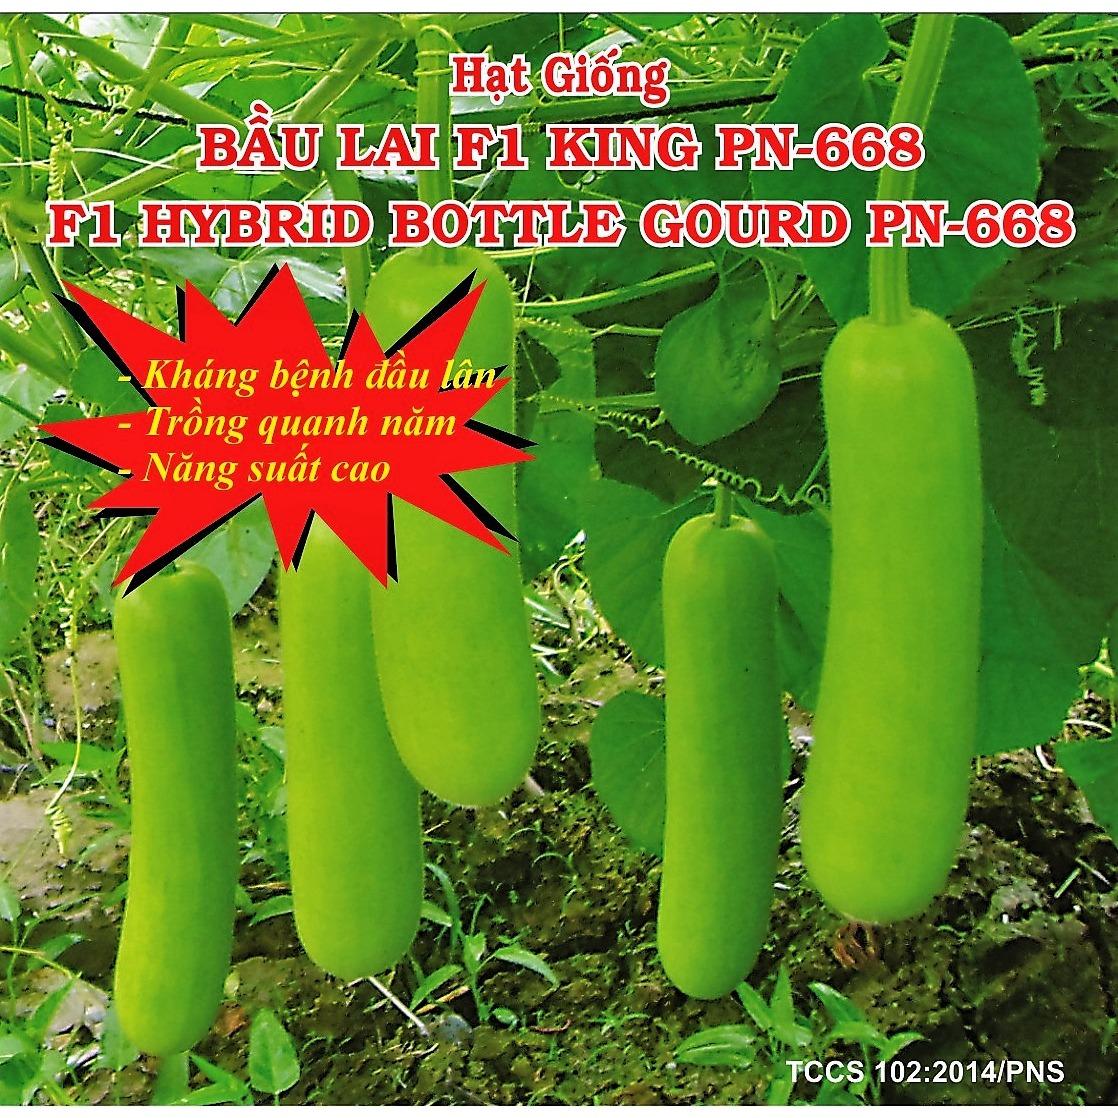 Hạt Giống
BẦU LAI F1 KING PN-668
F1 HYBRID BOTTLE GOURD PN-668
- Kháng bệnh đầu lân
- Trồng quanh năm
- Năng suất cao
TCCS 102:2014/PNS